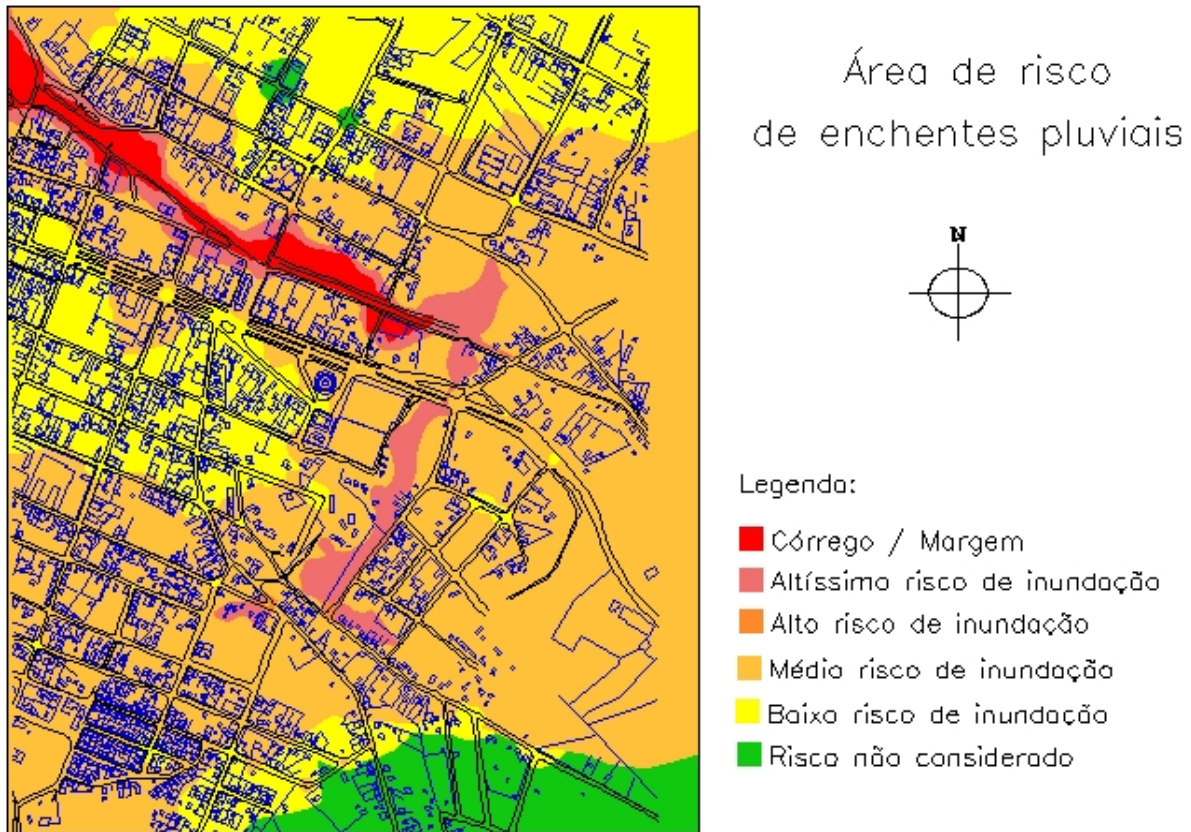 Área de risco
de enchentes pluviais
N
Legenda:
Córrego / Margem
Altíssimo risco de inundação
Alto risco de inundação
Médio risco de inundação
Baixo risco de inundação
Risco não considerado